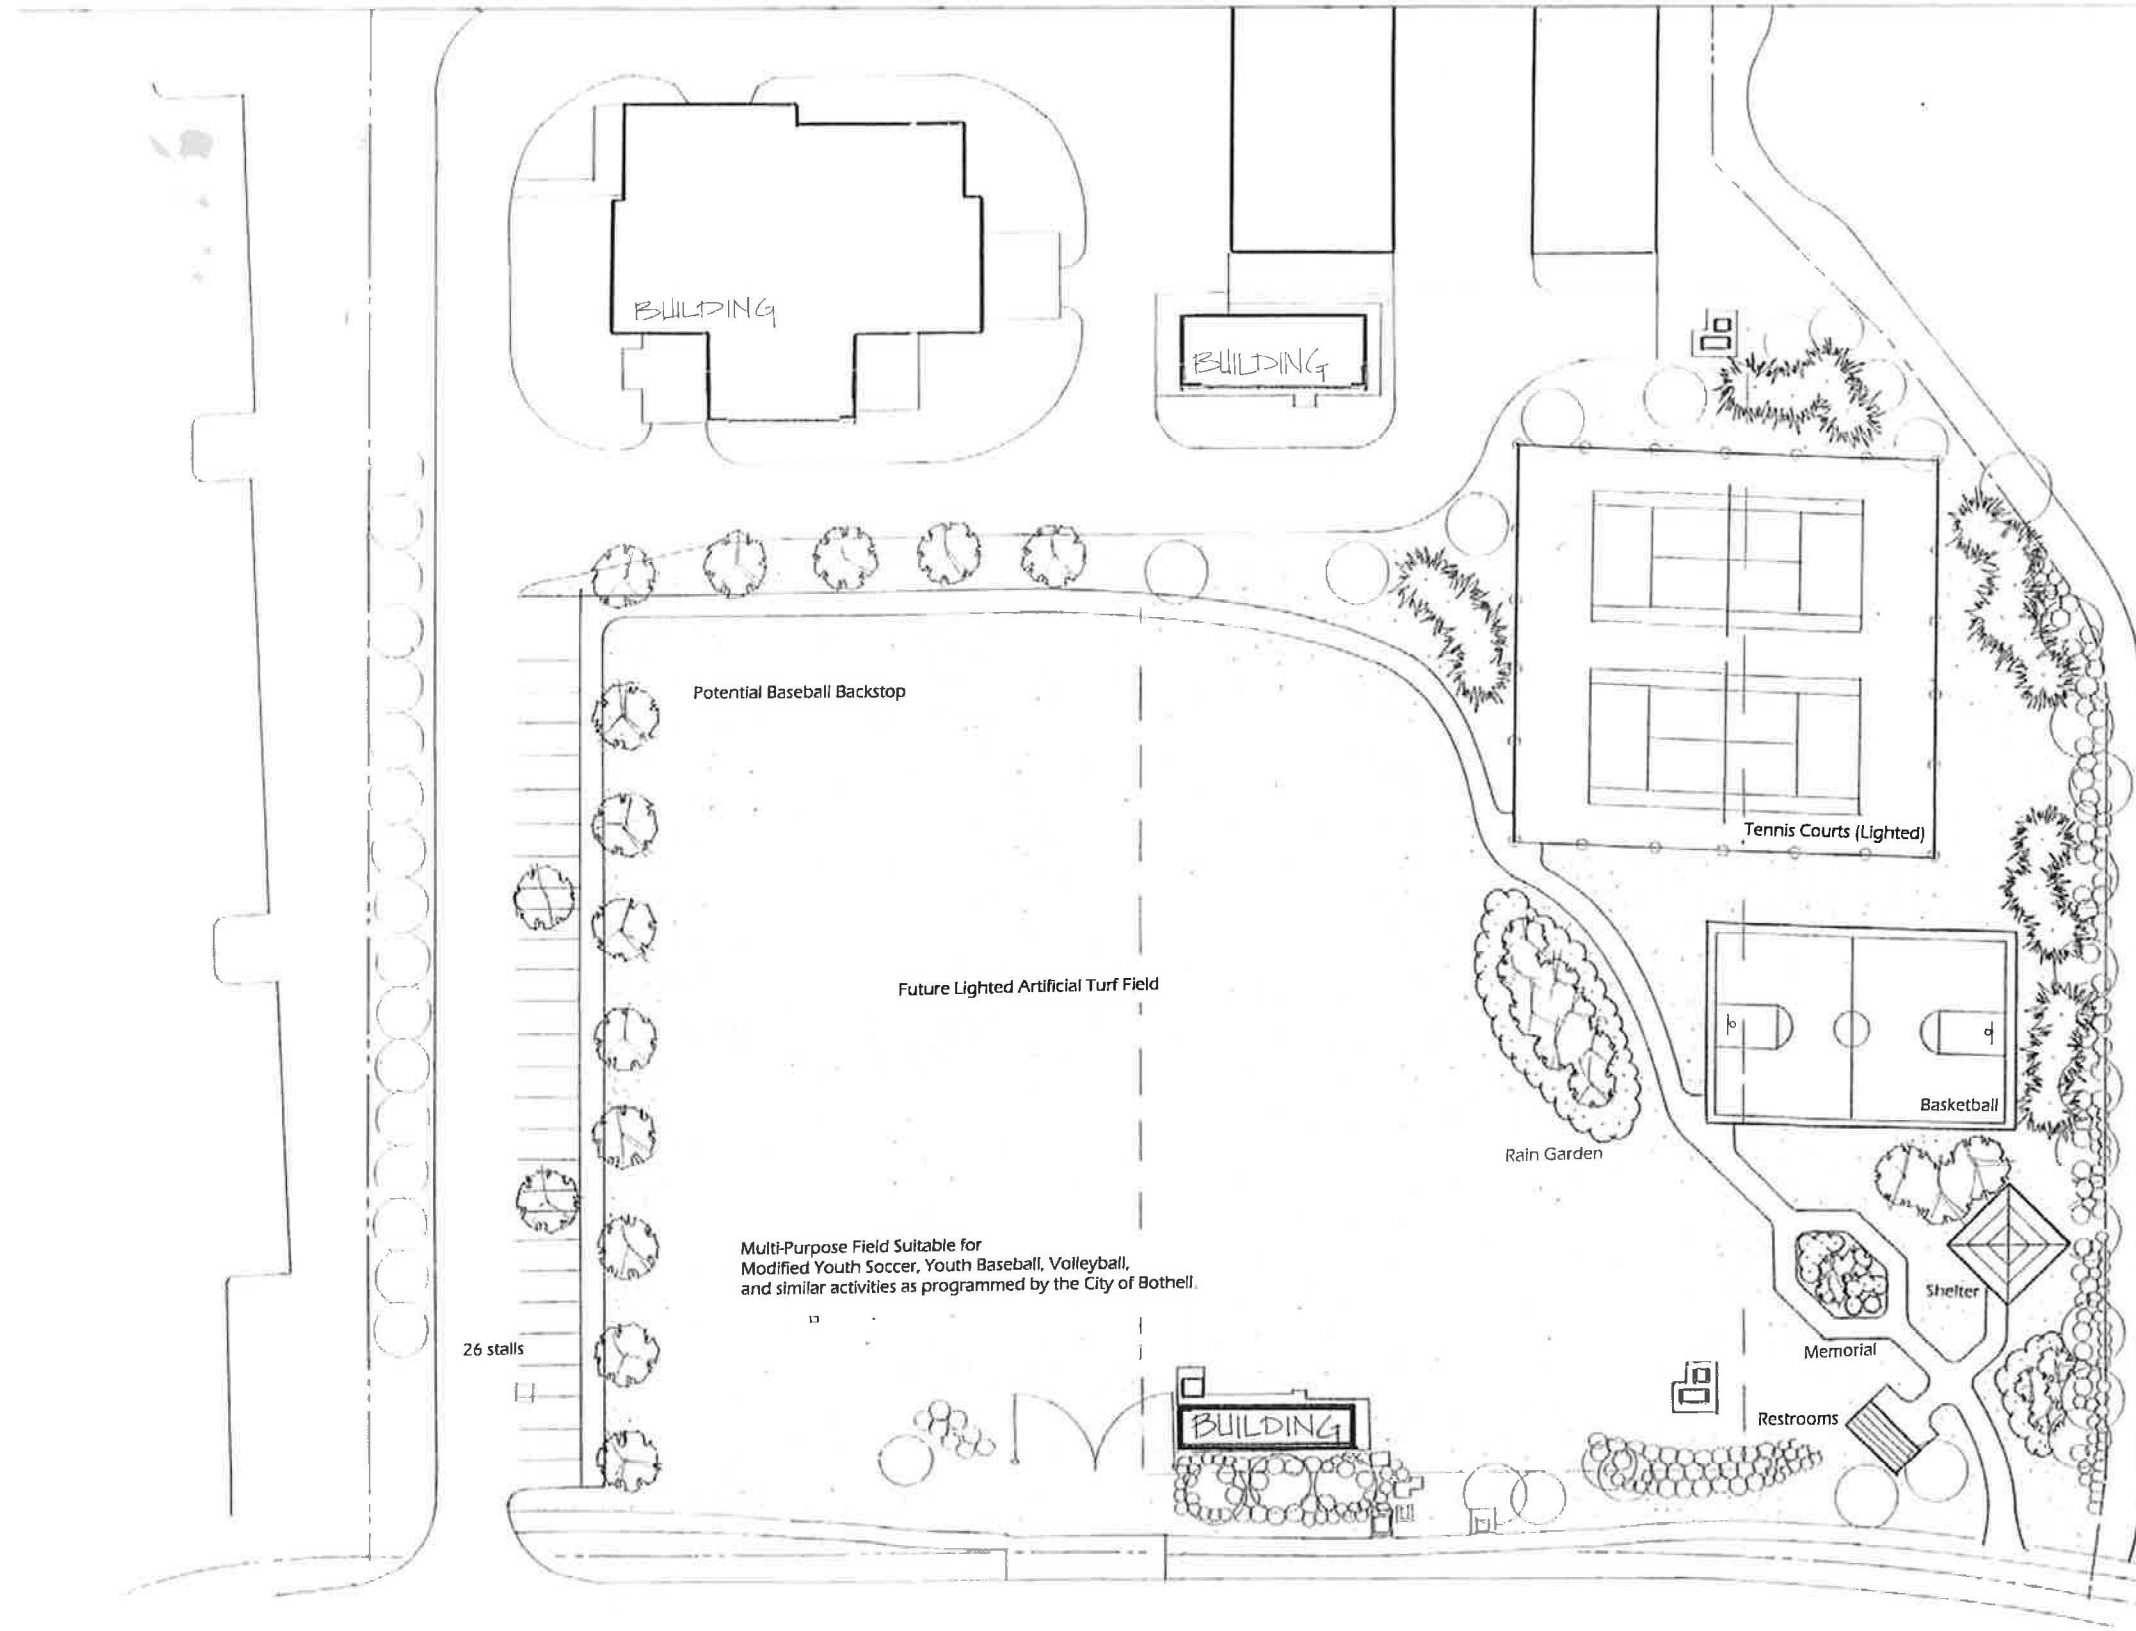 BUILDING
BUILDING
Potential Baseball Backstop
Tennis Courts (Lighted)
Future Lighted Artificial Turf Field
Basketball
Rain Garden
Multi-Purpose Field Suitable for
Modified Youth Soccer, Youth Baseball, Volleyball,
and similar activities as programmed by the City of Bothell.
Shelter
26 stalls
Memorial
Restrooms
BUILDING